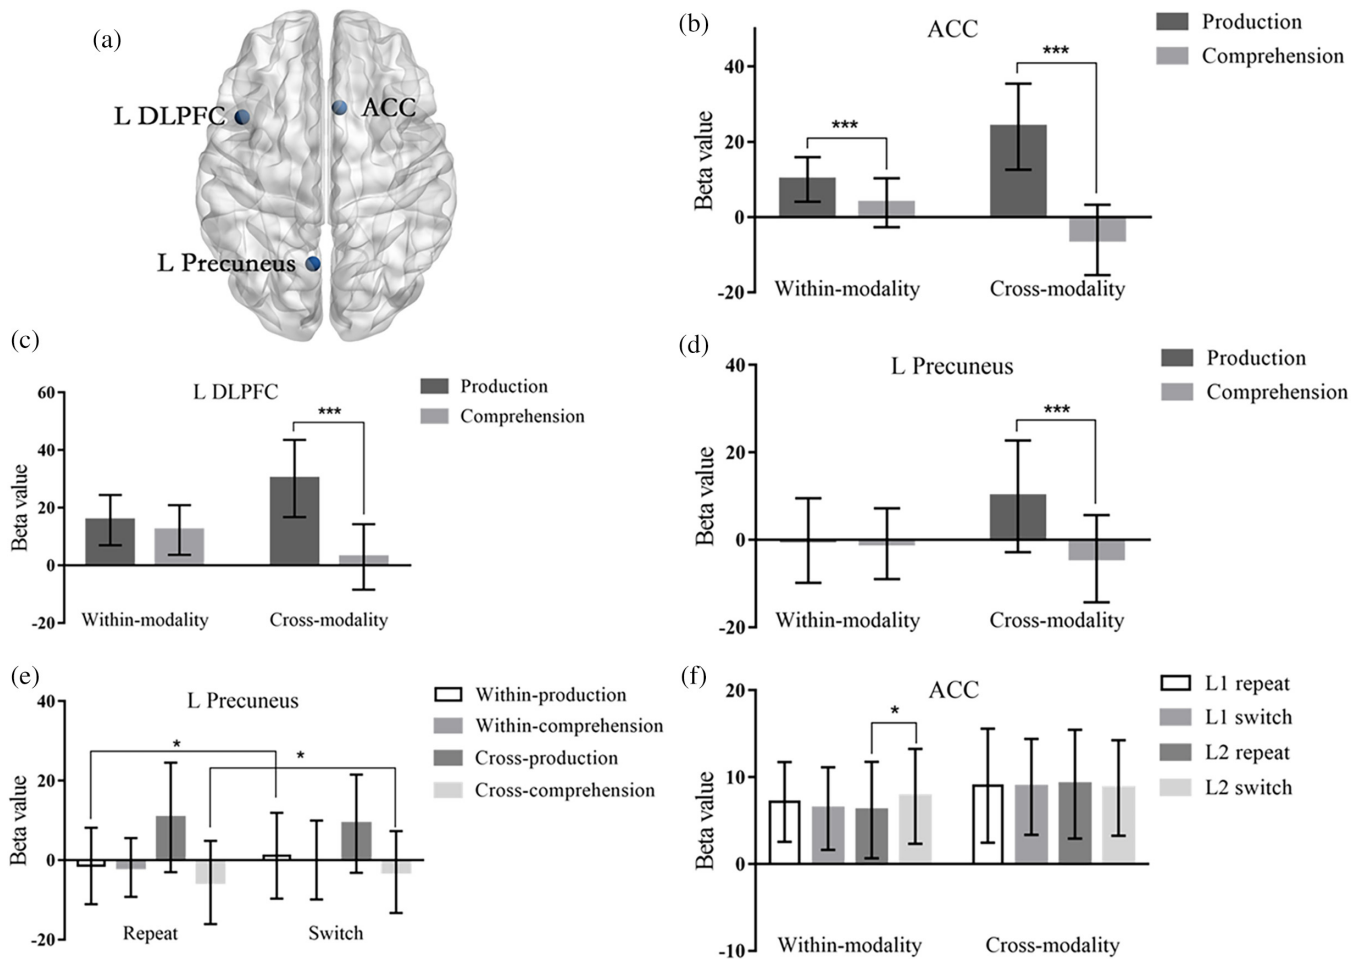 (a)
L DLPFC
ACC
L Precuneus
(b)
ACC
Production
Comprehension
***
***
Beta value
40
20
0
-20
Within-modality
Cross-modality
(c)
L DLPFC
Production
Comprehension
***
Beta value
60
40
20
0
-20
Within-modality
Cross-modality
(d)
L Precuneus
Production
Comprehension
***
Beta value
40
20
0
-20
Within-modality
Cross-modality
(e)
L Precuneus
Within-production
Within-comprehension
Cross-production
Cross-comprehension
*
*
Beta value
40
20
0
-20
Repeat
Switch
(f)
ACC
L1 repeat
L1 switch
L2 repeat
L2 switch
*
Beta value
20
10
0
-10
Within-modality
Cross-modality